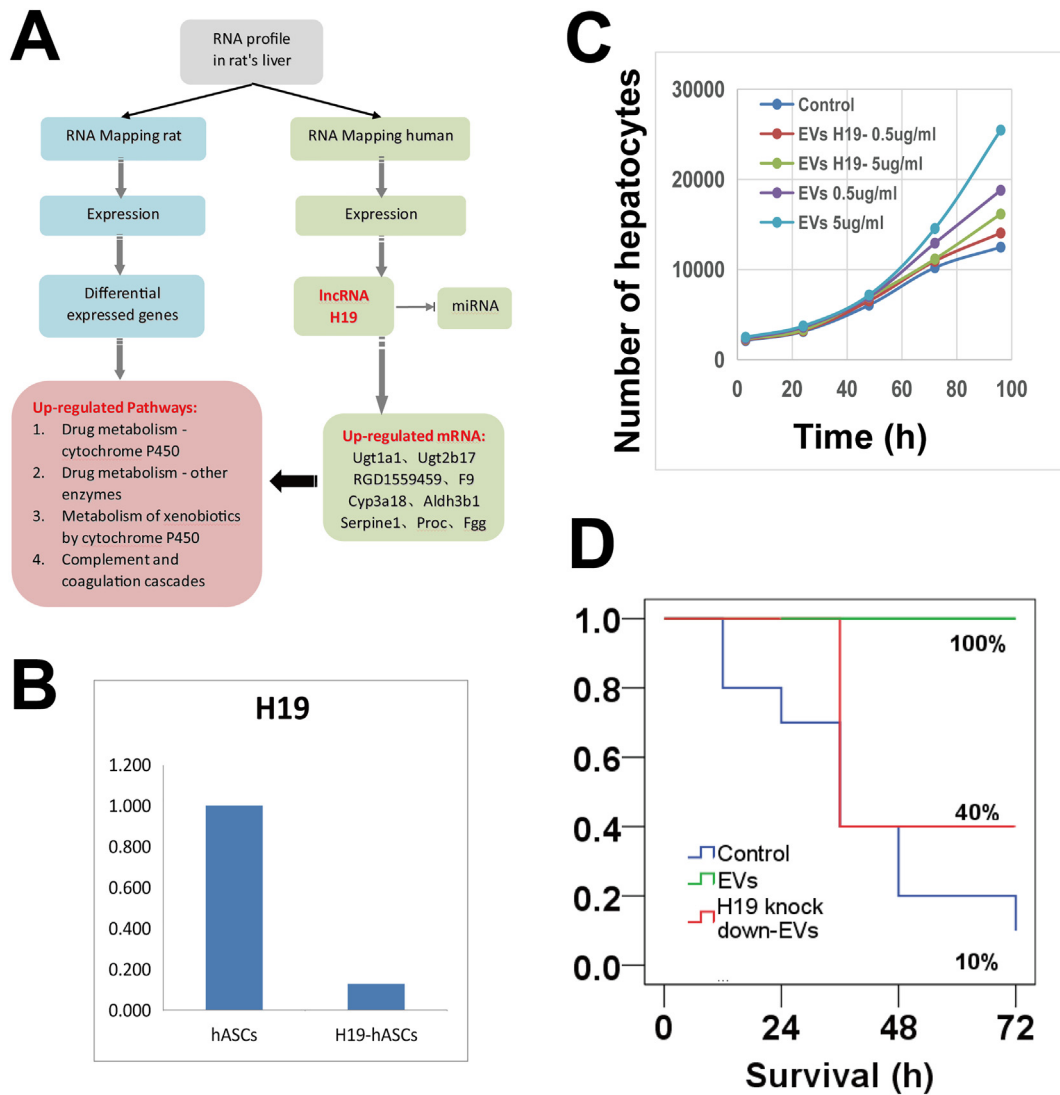 A
RNA profile
in rat's liver
RNA Mapping rat
RNA Mapping human
Expression
Expression
Differential
expressed genes
lncRNA
H19
miRNA
Up-regulated Pathways:
1. Drug metabolism -
cytochrome P450
2. Drug metabolism - other
enzymes
3. Metabolism of xenobiotics
by cytochrome P450
4. Complement and
coagulation cascades
Up-regulated mRNA:
Ugt1a1、Ugt2b17
RGD1559459、F9
Cyp3a18、Aldh3b1
Serpine1、Proc、Fgg
B
H19
1.200
1.000
0.800
0.600
0.400
0.200
0.000
hASCs
H19-hASCs
C
Number of hepatocytes
30000
20000
10000
0
Control
EVs H19- 0.5ug/ml
EVs H19- 5ug/ml
EVs 0.5ug/ml
EVs 5ug/ml
0 20 40 60 80 100
Time (h)
D
1.0
0.8
0.6
0.4
0.2
0.0
100%
40%
10%
Control
EVs
H19 knock
down-EVs
...
0 24 48 72
Survival (h)